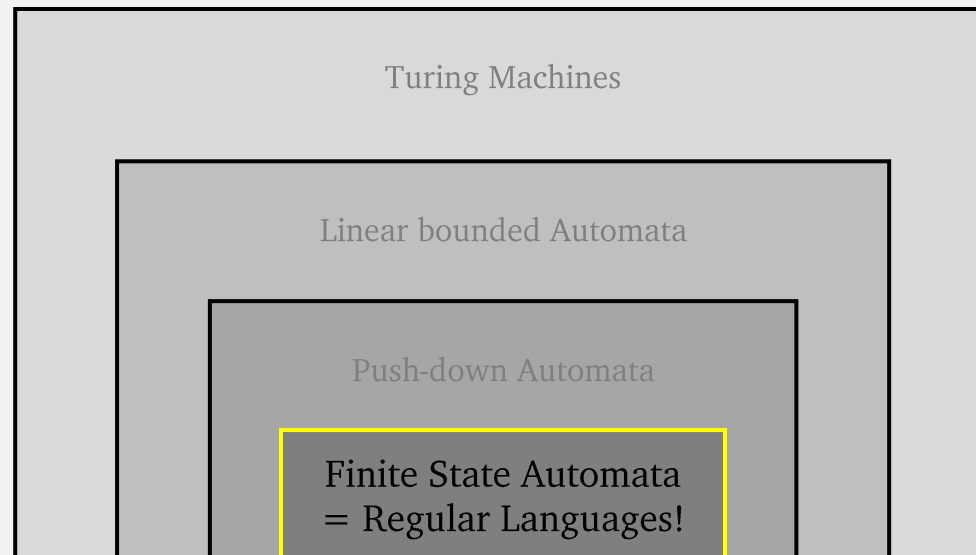 Turing Machines
Linear bounded Automata
Push-down Automata
Finite State Automata
= Regular Languages!